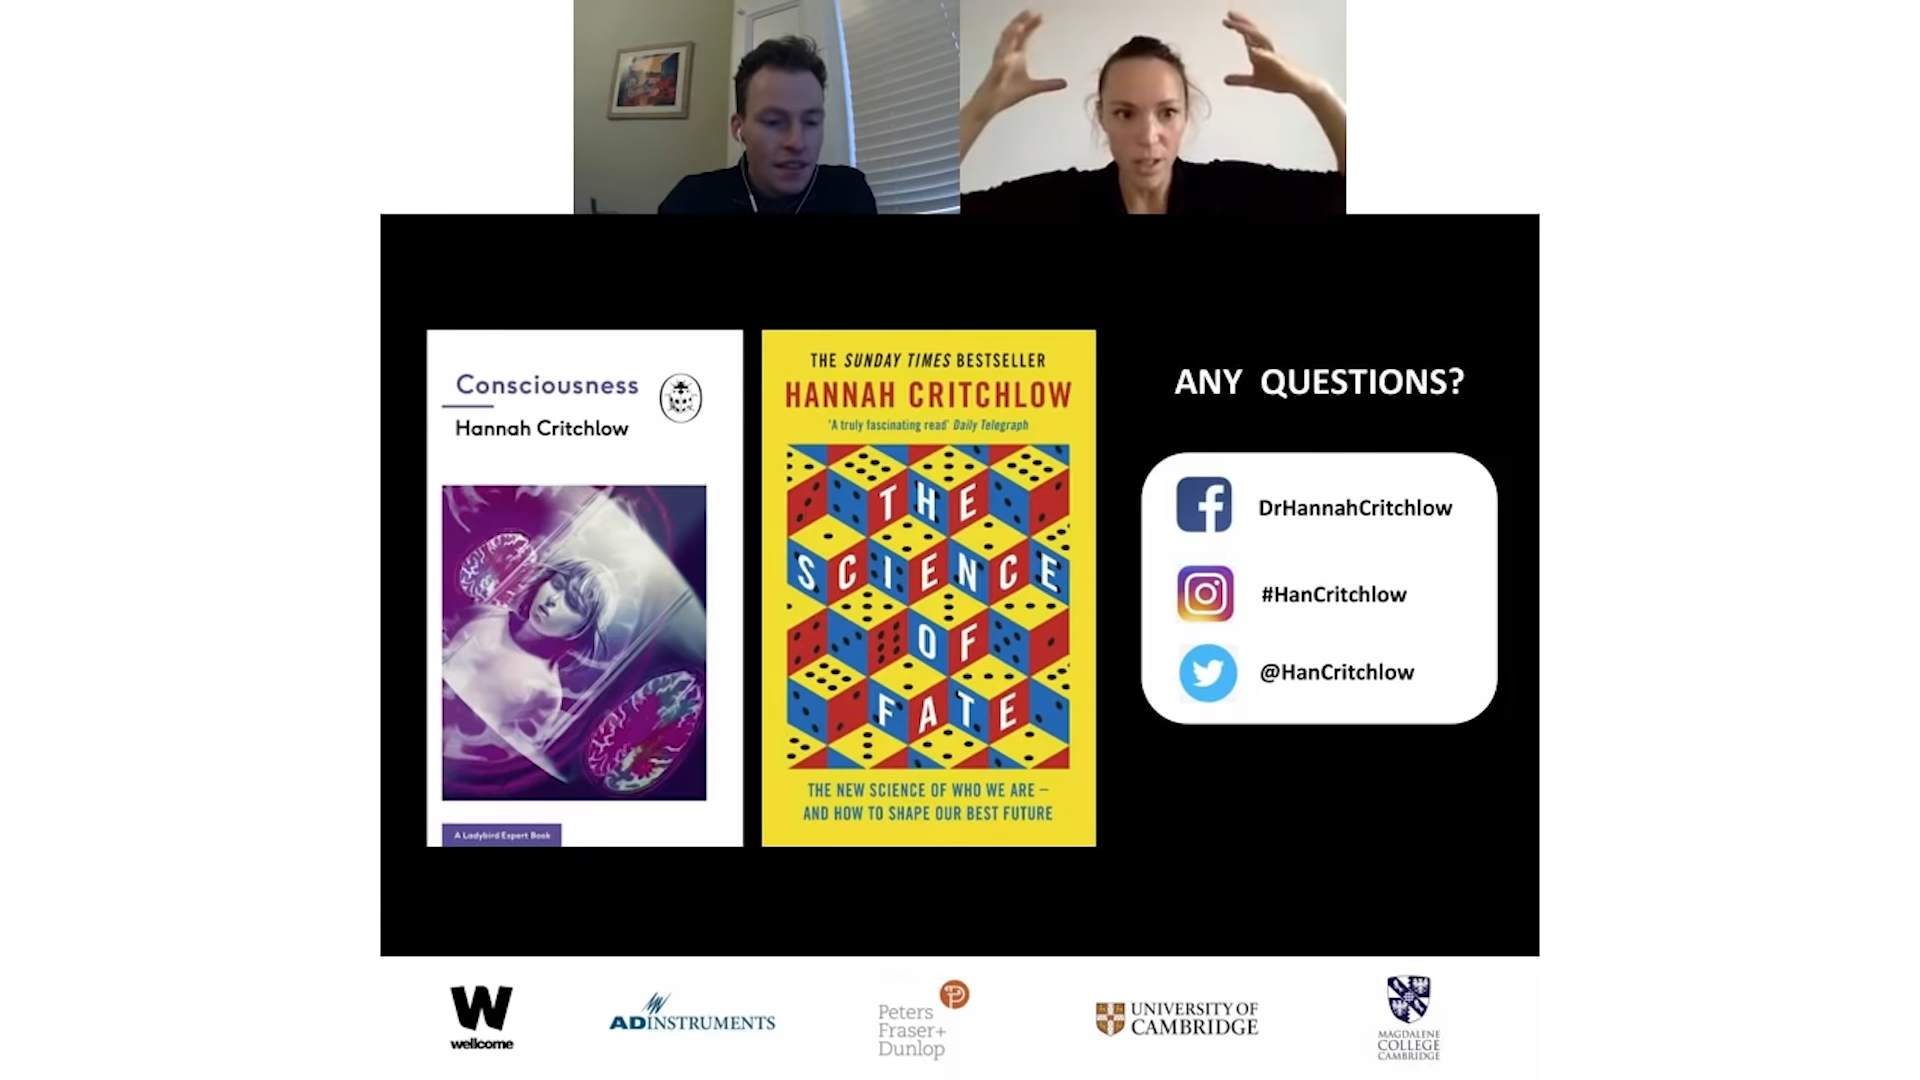 Consciousness
Hannah Critchlow
A Ladybird Expert Book
THE SUNDAY TIMES BESTSELLER
HANNAH CRITCHLOW
'A truly fascinating read' Daily Telegraph
THE
SCIENCE
OF
FATE
THE NEW SCIENCE OF WHO WE ARE –
AND HOW TO SHAPE OUR BEST FUTURE
ANY QUESTIONS?
DrHannahCritchlow
#HanCritchlow
@HanCritchlow
W
wellcome
ADINSTRUMENTS
Peters
Fraser+
Dunlop
UNIVERSITY OF
CAMBRIDGE
MAGDALENE
COLLEGE
CAMBRIDGE